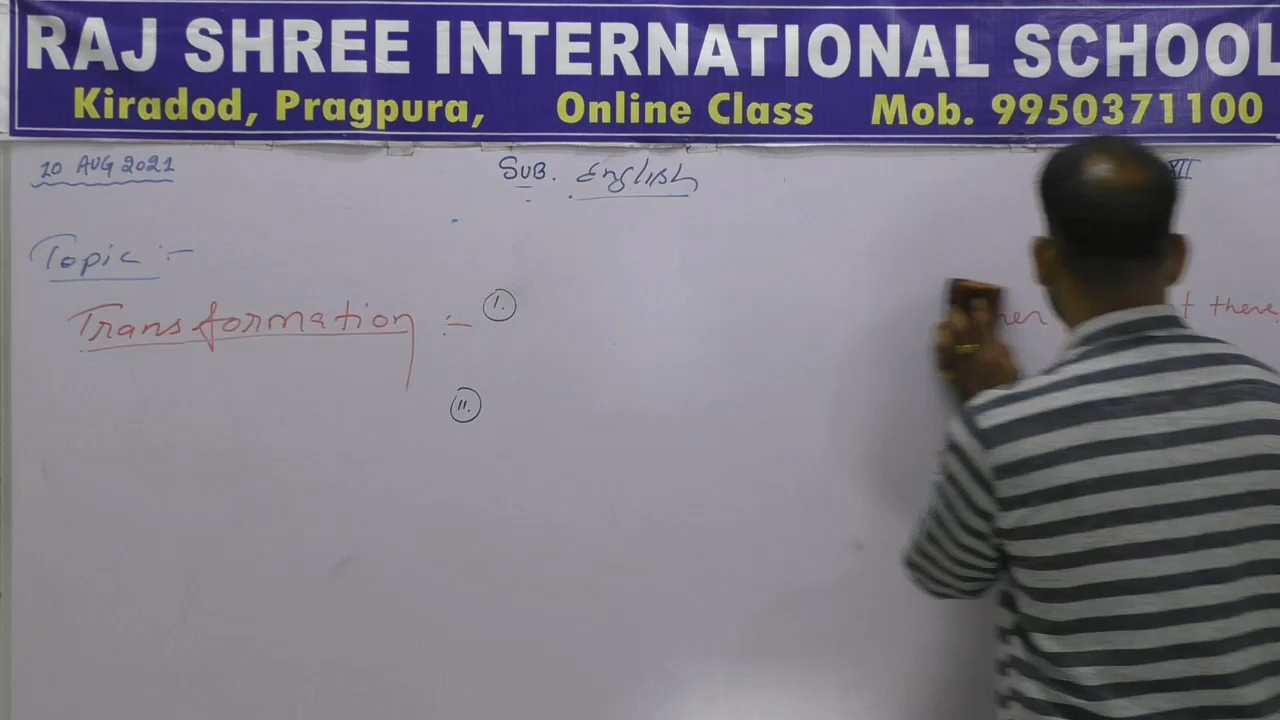 RAJ SHREE INTERNATIONAL SCHOOL
Kiradod, Pragpura, Online Class Mob. 9950371100
10 AUG 2021 SUB. English XII
Topic :-
Transformation :- I.
there
II.